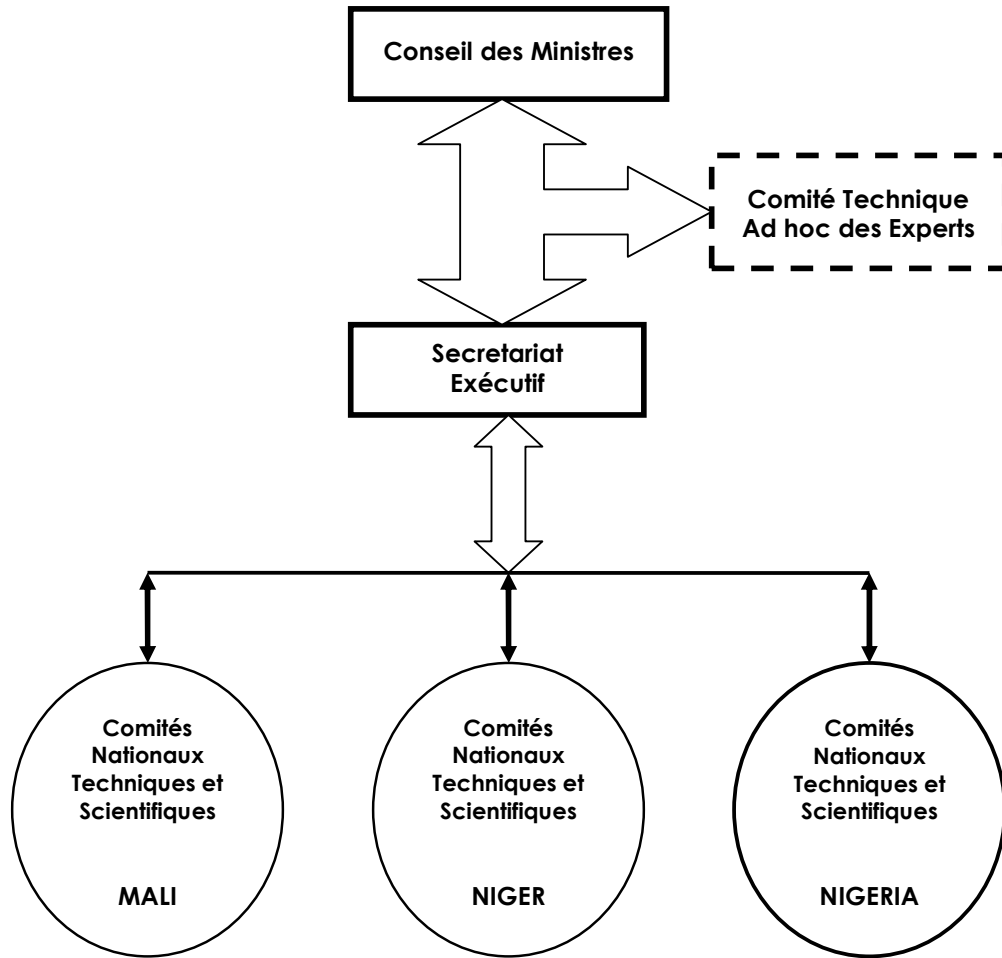 Conseil des Ministres
Comité Technique
Ad hoc des Experts
Secretariat
Exécutif
Comités
Nationaux
Techniques et
Scientifiques
MALI
Comités
Nationaux
Techniques et
Scientifiques
NIGER
Comités
Nationaux
Techniques et
Scientifiques
NIGERIA